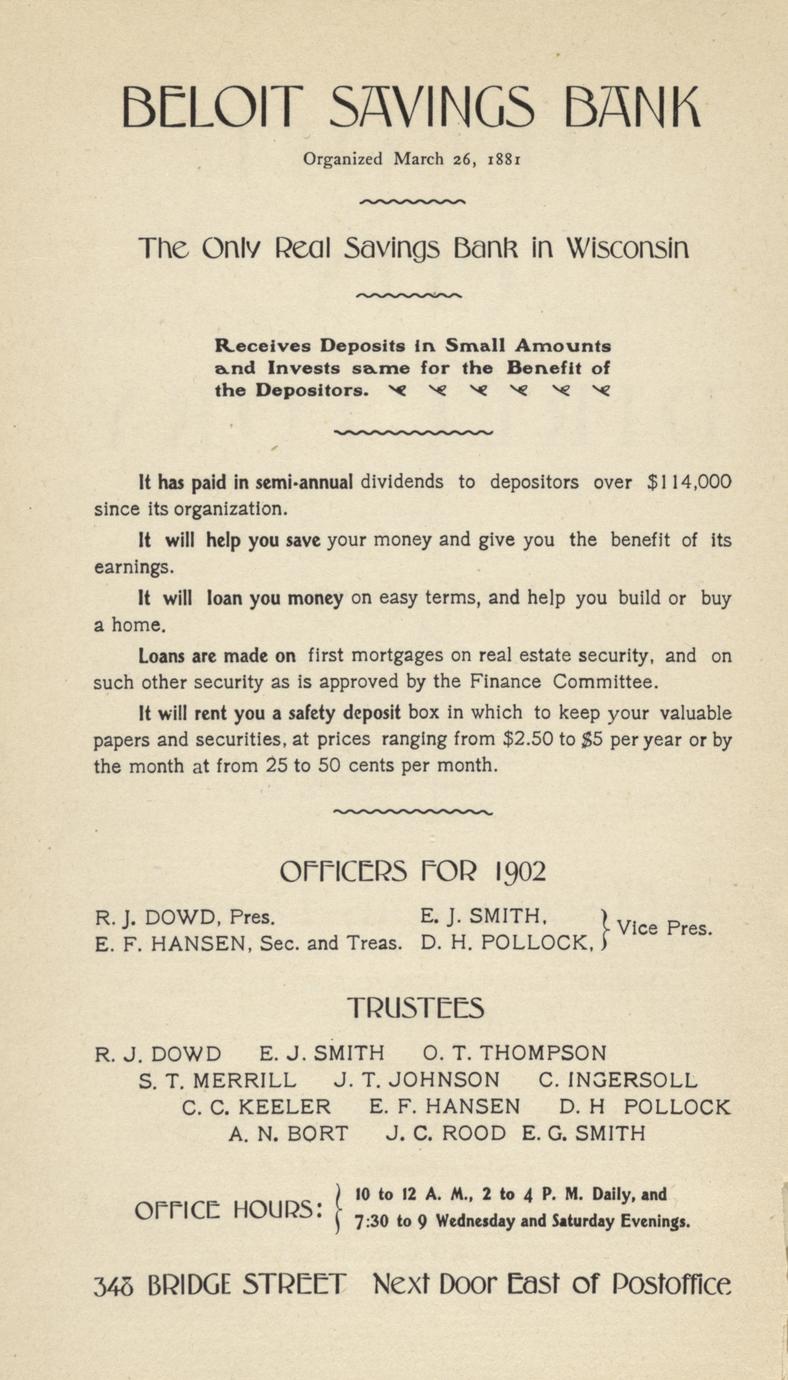 BELOIT SAVINGS BANK
Organized March 26, 1881
The Only Real Savings Bank in Wisconsin
Receives Deposits in Small Amounts
and Invests same for the Benefit of
the Depositors.
It has paid in semi-annual dividends to depositors over $114,000
since its organization.
It will help you save your money and give you the benefit of its
earnings.
It will loan you money on easy terms, and help you build or buy
a home.
Loans are made on first mortgages on real estate security, and on
such other security as is approved by the Finance Committee.
It will rent you a safety deposit box in which to keep your valuable
papers and securities, at prices ranging from $2.50 to $5 per year or by
the month at from 25 to 50 cents per month.
OFFICERS FOR 1902
R. J. DOWD, Pres. E. J. SMITH, } Vice Pres.
E. F. HANSEN, Sec. and Treas. D. H. POLLOCK,
TRUSTEES
R. J. DOWD E. J. SMITH O. T. THOMPSON
S. T. MERRILL J. T. JOHNSON C. INGERSOLL
C. C. KEELER E. F. HANSEN D. H POLLOCK
A. N. BORT J. C. ROOD E. G. SMITH
OFFICE HOURS: { 10 to 12 A. M., 2 to 4 P. M. Daily, and
7:30 to 9 Wednesday and Saturday Evenings.
348 BRIDGE STREET Next Door East of Postoffice